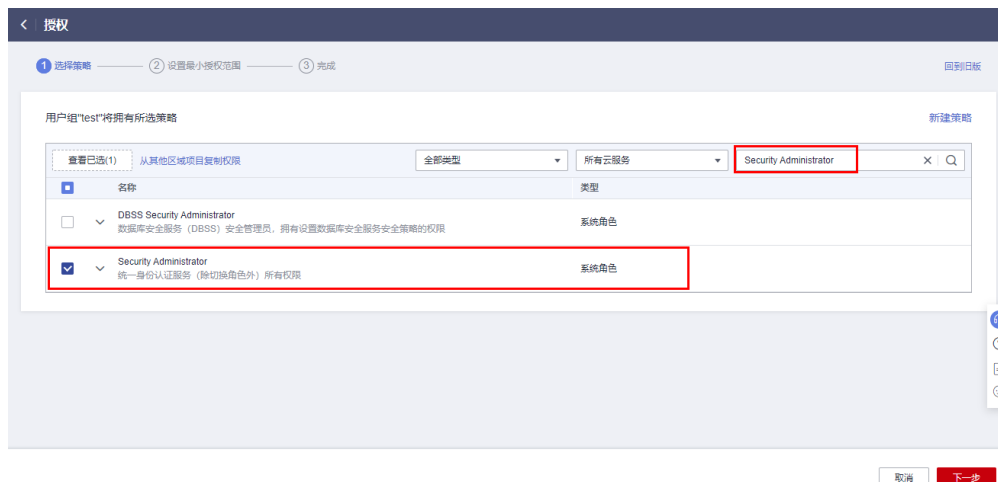 授权
1 选择策略 2 设置最小授权范围 3 完成 回到旧版
用户组"test"将拥有所选策略 新建策略
查看已选(1) 从其他区域项目复制权限 全部类型 所有云服务 Security Administrator
名称 类型
DBSS Security Administrator
数据库安全服务（DBSS）安全管理员，拥有设置数据库安全服务安全策略的权限 系统角色
Security Administrator
统一身份认证服务（除切换角色外）所有权限 系统角色
取消 下一步